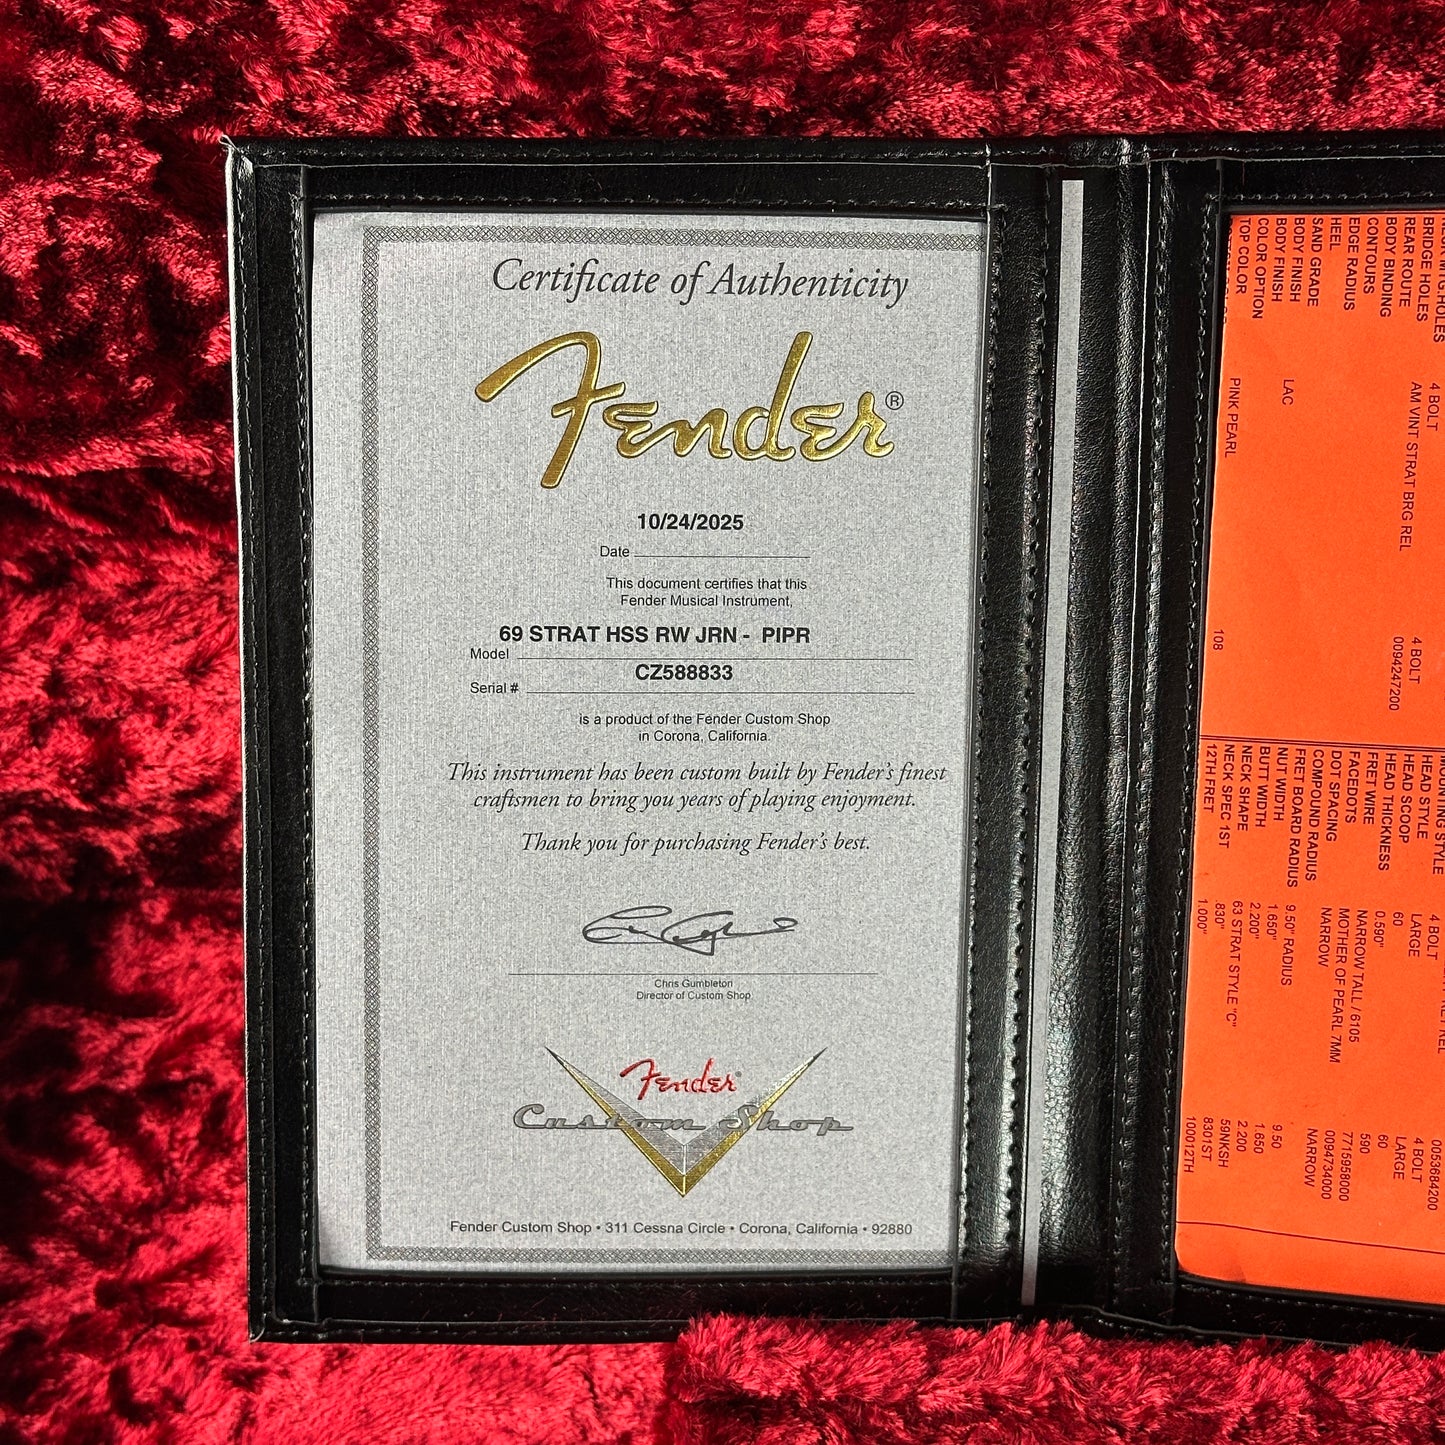 Certificate of Authenticity
Fender®
10/24/2025
Date
This document certifies that this
Fender Musical Instrument,
69 STRAT HSS RW JRN - PIPR
Model
CZ588833
Serial #
is a product of the Fender Custom Shop
in Corona, California.
This instrument has been custom built by Fender's finest
craftsmen to bring you years of playing enjoyment.
Thank you for purchasing Fender's best.
Chris Gumbleton
Director of Custom Shop
Fender®
Custom Shop
Fender Custom Shop • 311 Cessna Circle • Corona, California • 92880
BRIDGE HOLES 4 BOLT 4 BOLT
REAR ROUTE AM VINT STRAT BRG REL 0094247200
BODY BINDING
CONTOURS
EDGE RADIUS
HEEL
SAND GRADE
BODY FINISH LAC
BODY FINISH
COLOR OPTION
TOP COLOR PINK PEARL 108
MOUNTING STYLE 4 BOLT 4 BOLT
HEAD STYLE LARGE LARGE
HEAD SCOOP 60 60
HEAD THICKNESS 0.590" 590
FRET WIRE NARROW TALL / 6105 7715958000
FACEDOTS MOTHER OF PEARL 7MM 0094734000
DOT SPACING NARROW NARROW
COMPOUND RADIUS
FRET BOARD RADIUS 9.50" RADIUS 9.50
NUT WIDTH 1.650" 1.650
BUTT WIDTH 2.200" 2.200
NECK SHAPE 63 STRAT STYLE "C" 59NKSH
NECK SPEC 1ST .830" 8301ST
12TH FRET 1.000" 100012TH
0053684200